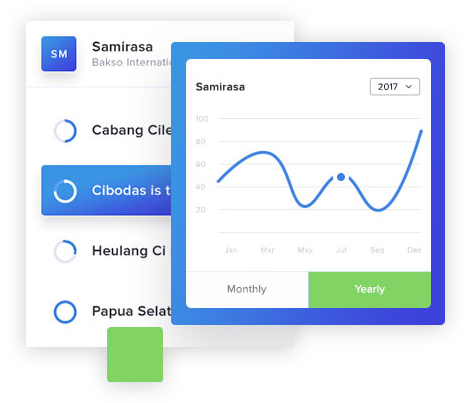 SM
Samirasa
Bakso Internati
Cabang Cile
Cibodas is t
Heulang Ci
Papua Selat
Samirasa
2017
100
80
60
40
20
Jan Mar May Jul Sep Dec
Monthly Yearly